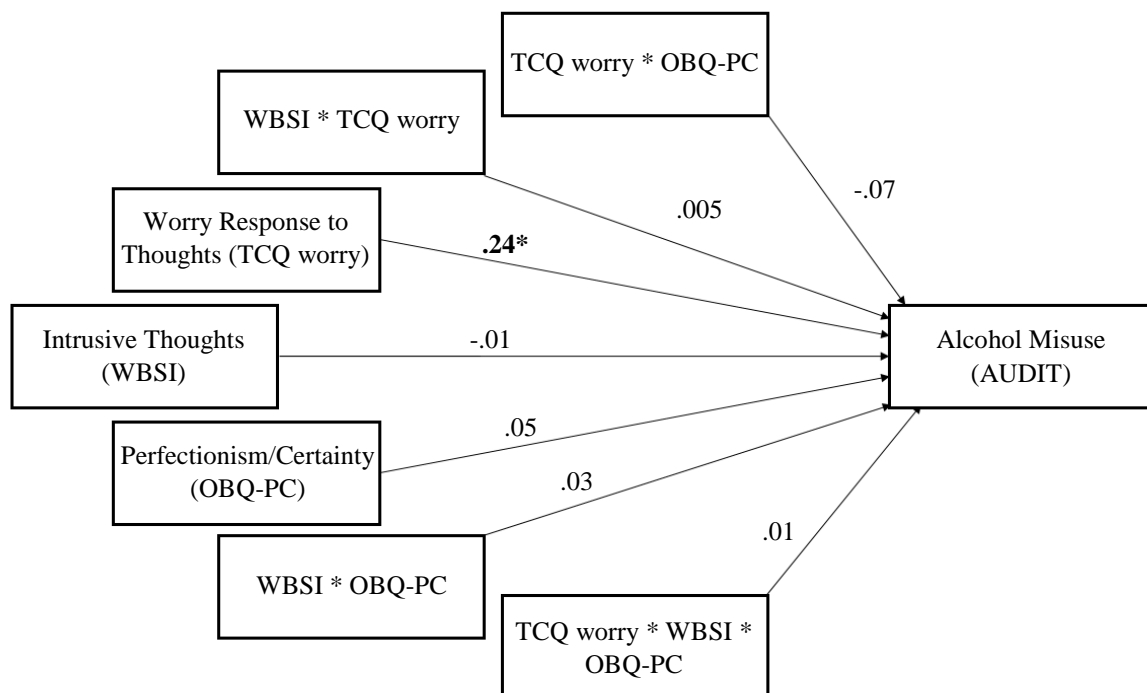 TCQ worry * OBQ-PC
WBSI * TCQ worry
-.07
.005
Worry Response to
Thoughts (TCQ worry)
.24*
Intrusive Thoughts
(WBSI)
-.01
Alcohol Misuse
(AUDIT)
.05
Perfectionism/Certainty
(OBQ-PC)
.03
.01
WBSI * OBQ-PC
TCQ worry * WBSI *
OBQ-PC